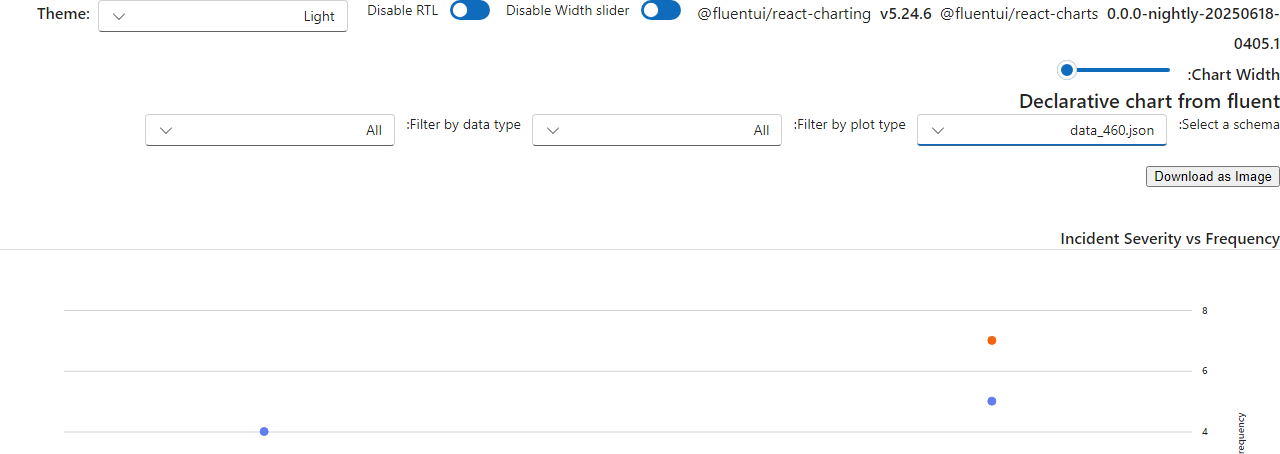 Theme: Light Disable RTL Disable Width slider @fluentui/react-charting v5.24.6 @fluentui/react-charts 0.0.0-nightly-20250618-
0405.1
:Chart Width
Declarative chart from fluent
:Select a schema data_460.json :Filter by plot type All :Filter by data type All
Download as Image
Incident Severity vs Frequency
8
6
4
requency